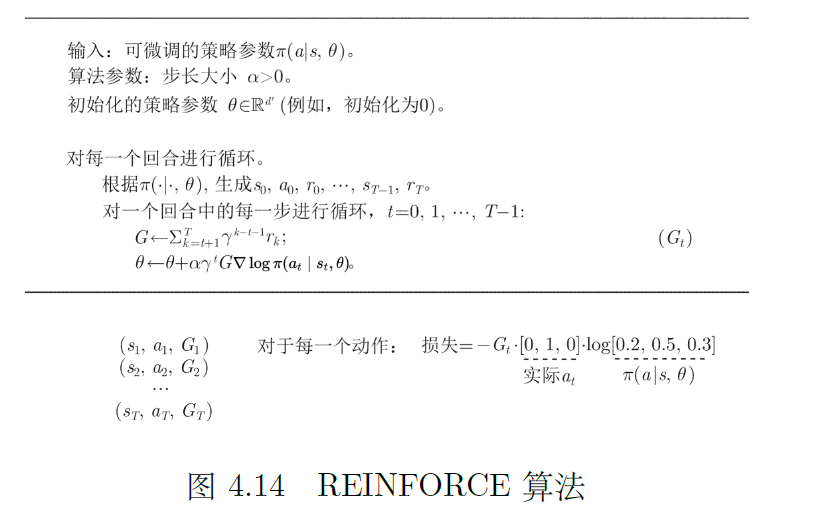 输入：可微调的策略参数π(a|s, θ)。
算法参数：步长大小 α>0。
初始化的策略参数 θ∈ℝ^{d′} (例如，初始化为0)。
对每一个回合进行循环。
根据π(·|·, θ), 生成s₀, a₀, r₀, ⋯, s_{T−1}, r_T。
对一个回合中的每一步进行循环，t=0, 1, ⋯, T−1:
G←Σ_{k=t+1}^{T} γ^{k−t−1}r_k; (G_t)
θ←θ+αγ^t G∇ log π(a_t | s_t, θ)。
(s₁, a₁, G₁) 对于每一个动作： 损失=−G_t·[0, 1, 0]·log[0.2, 0.5, 0.3]
(s₂, a₂, G₂) 实际a_t π(a|s, θ)
⋯
(s_T, a_T, G_T)
图 4.14 REINFORCE 算法